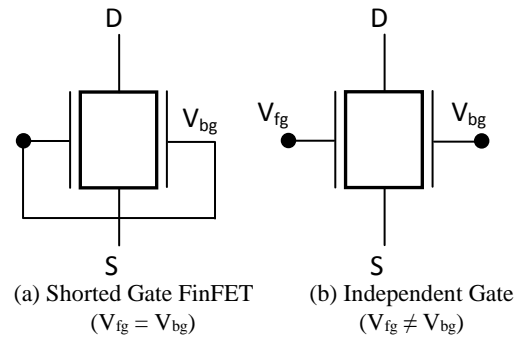 D D
V_bg V_fg V_bg
S S
(a) Shorted Gate FinFET (b) Independent Gate
(V_fg = V_bg) (V_fg ≠ V_bg)